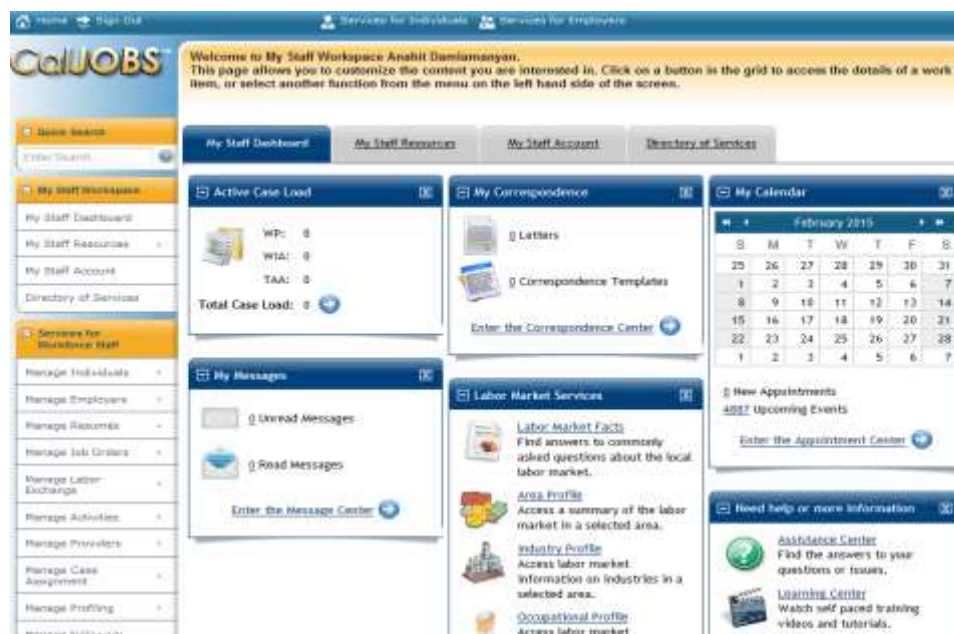 Home Sign Out
Services for Individuals Services for Employers
CalJOBS
Welcome to My Staff Workspace Anahit Damlamanyan.
This page allows you to customize the content you are interested in. Click on a button in the grid to access the details of a work
item, or select another function from the menu on the left hand side of the screen.
Quick Search
Enter Search
My Staff Workspace
My Staff Dashboard
My Staff Resources
My Staff Account
Directory of Services
Services for
Workforce Staff
Manage Individuals
Manage Employers
Manage Resumes
Manage Job Orders
Manage Labor
Exchange
Manage Activities
Manage Providers
Manage Case
Assignment
Manage Profiling
My Staff Dashboard My Staff Resources My Staff Account Directory of Services
Active Case Load
WP: 0
WIA: 0
TAA: 0
Total Case Load: 0
My Messages
0 Unread Messages
0 Read Messages
Enter the Message Center
My Correspondence
0 Letters
0 Correspondence Templates
Enter the Correspondence Center
Labor Market Services
Labor Market Facts
Find answers to commonly
asked questions about the local
labor market.
Area Profile
Access a summary of the labor
market in a selected area.
Industry Profile
Access labor market
information on industries in a
selected area.
Occupational Profile
Access labor market
My Calendar
February 2015
S M T W T F S
25 26 27 28 29 30 31
1 2 3 4 5 6 7
8 9 10 11 12 13 14
15 16 17 18 19 20 21
22 23 24 25 26 27 28
1 2 3 4 5 6 7
0 New Appointments
4887 Upcoming Events
Enter the Appointment Center
Need help or more information
Assistance Center
Find the answers to your
questions or issues.
Learning Center
Watch self paced training
videos and tutorials.